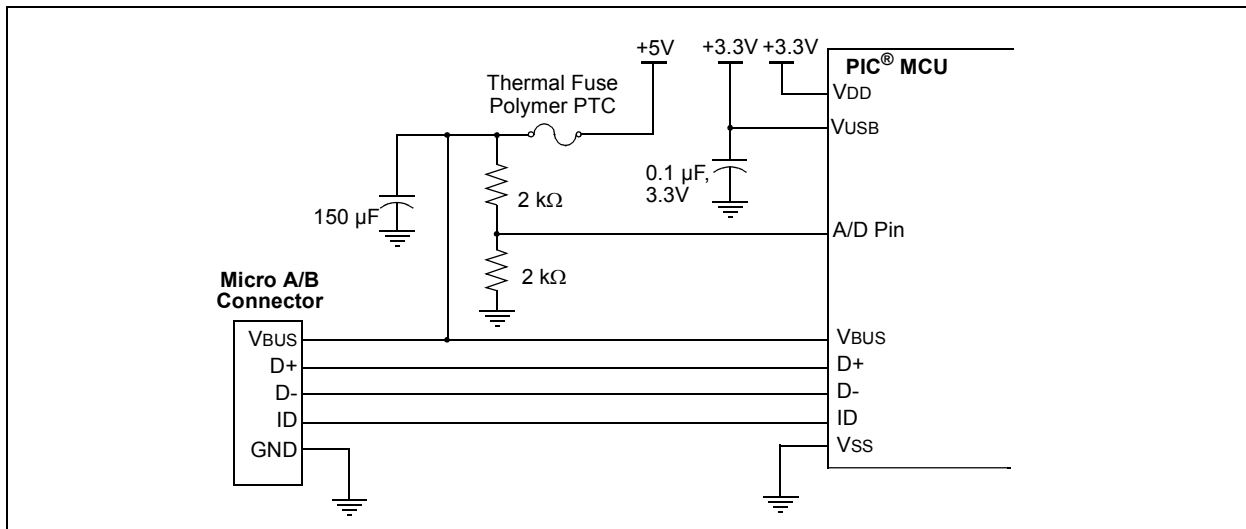 +5V
+3.3V
+3.3V
PIC® MCU
Thermal Fuse
Polymer PTC
VDD
VUSB
0.1 µF,
3.3V
2 kΩ
150 µF
A/D Pin
2 kΩ
Micro A/B
Connector
VBUS
D+
D-
ID
GND
VBUS
D+
D-
ID
VSS